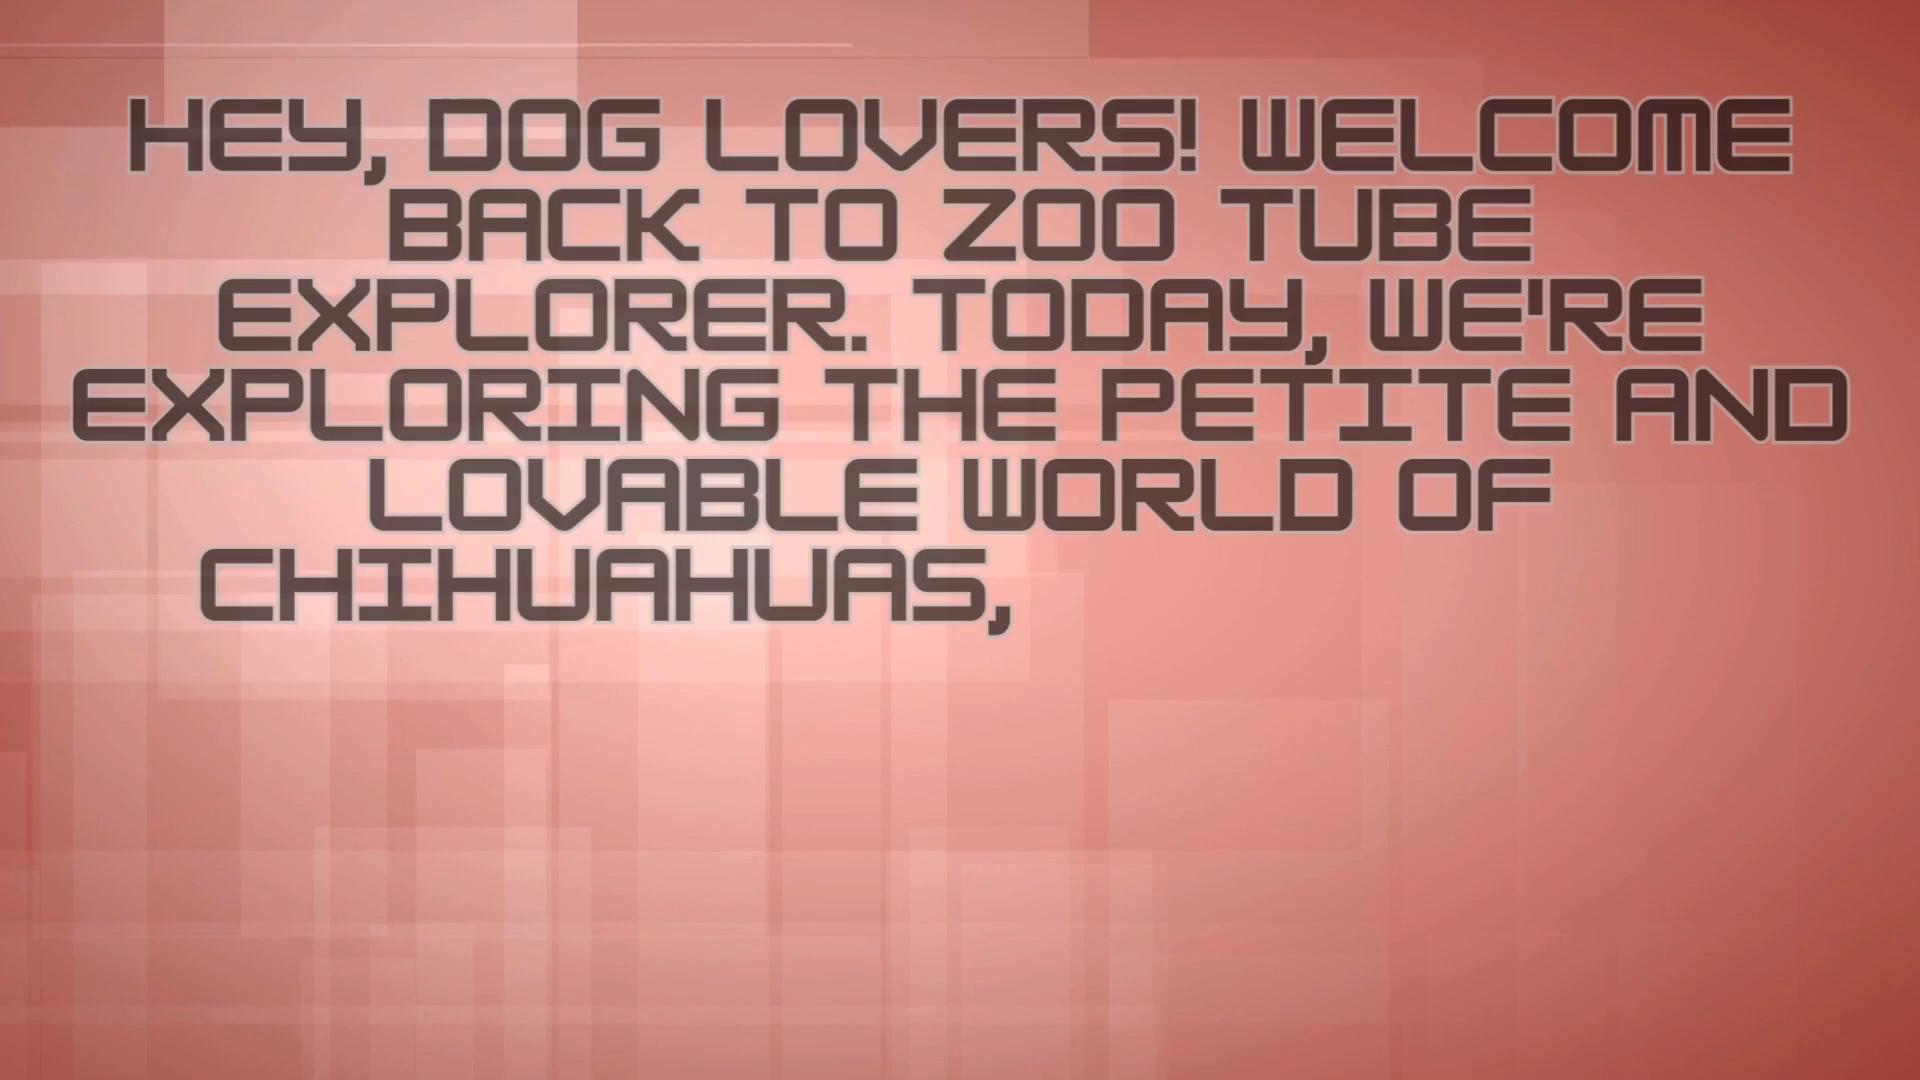 HEY, DOG LOVERS! WELCOME
BACK TO ZOO TUBE
EXPLORER. TODAY, WE'RE
EXPLORING THE PETITE AND
LOVABLE WORLD OF
CHIHUAHUAS,